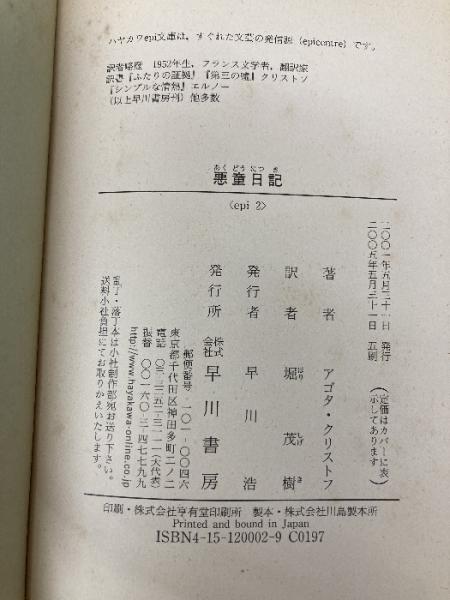 ハヤカワepi文庫は,すぐれた文芸の発信源(epicentre)です。
訳者略歴 1952年生,フランス文学者,翻訳家
訳書『ふたりの証拠』『第三の嘘』クリストフ
『シンプルな情熱』エルノー
(以上早川書房刊)他多数
あくどうにっき
悪童日記
〈epi 2〉
二〇〇一年五月三十一日 発行
二〇〇五年五月三十一日 五刷
(定価はカバーに表示してあります)
著者 アゴタ・クリストフ
訳者 堀茂樹
ほり しげ き
発行者 早川浩
発行所 株式会社 早川書房
郵便番号 一〇一-〇〇四六
東京都千代田区神田多町二ノ二
電話 〇三-三二五二-三一一一(大代表)
振替 〇〇一六〇-三-四七七九九
http://www.hayakawa-online.co.jp
乱丁・落丁本は小社制作部宛お送り下さい。
送料小社負担にてお取りかえいたします。
印刷・株式会社亨有堂印刷所 製本・株式会社川島製本所
Printed and bound in Japan
ISBN4-15-120002-9 C0197